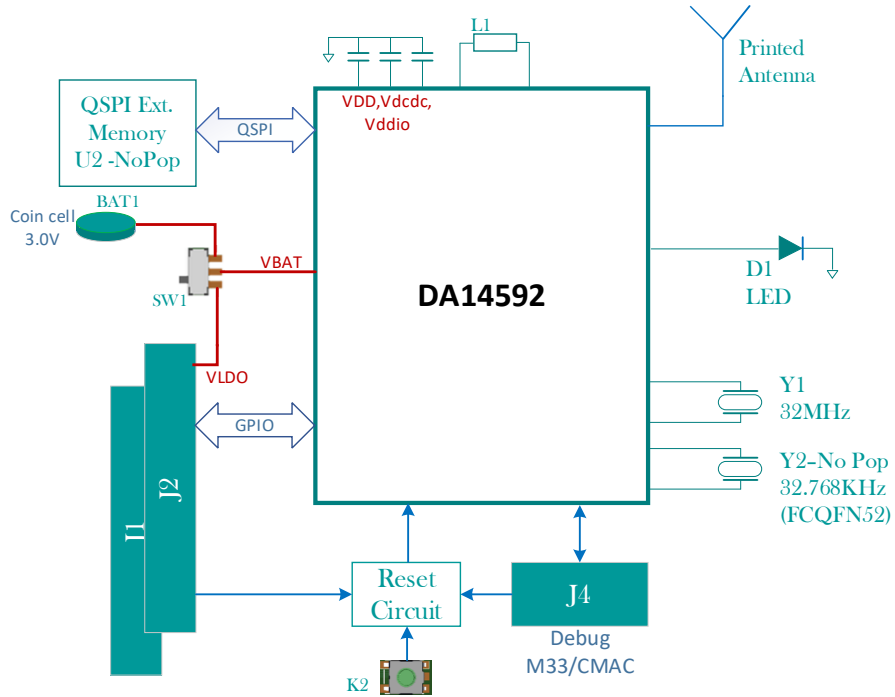 L1
Printed
Antenna
VDD,Vdcdc,
Vddio
QSPI Ext.
Memory
U2 -NoPop
QSPI
BAT1
Coin cell
3.0V
SW1
VBAT
DA14592
D1
LED
VLDO
GPIO
Y1
32MHz
Y2-No Pop
32.768KHz
(FCQFN52)
J1
J2
Reset
Circuit
J4
Debug
M33/CMAC
K2